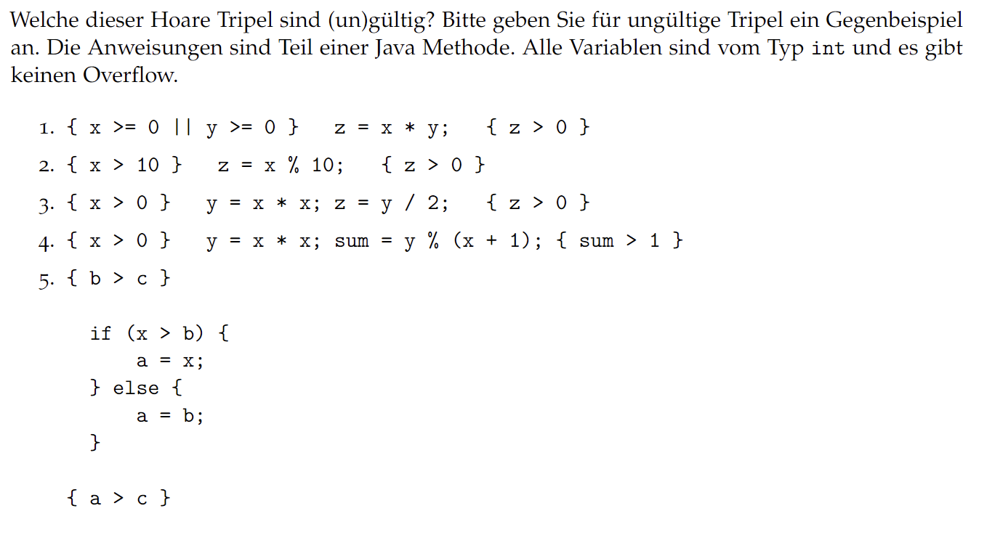 Welche dieser Hoare Tripel sind (un)gültig? Bitte geben Sie für ungültige Tripel ein Gegenbeispiel
an. Die Anweisungen sind Teil einer Java Methode. Alle Variablen sind vom Typ int und es gibt
keinen Overflow.
1. { x >= 0 || y >= 0 } z = x * y; { z > 0 }
2. { x > 10 } z = x % 10; { z > 0 }
3. { x > 0 } y = x * x; z = y / 2; { z > 0 }
4. { x > 0 } y = x * x; sum = y % (x + 1); { sum > 1 }
5. { b > c }
if (x > b) {
a = x;
} else {
a = b;
}
{ a > c }